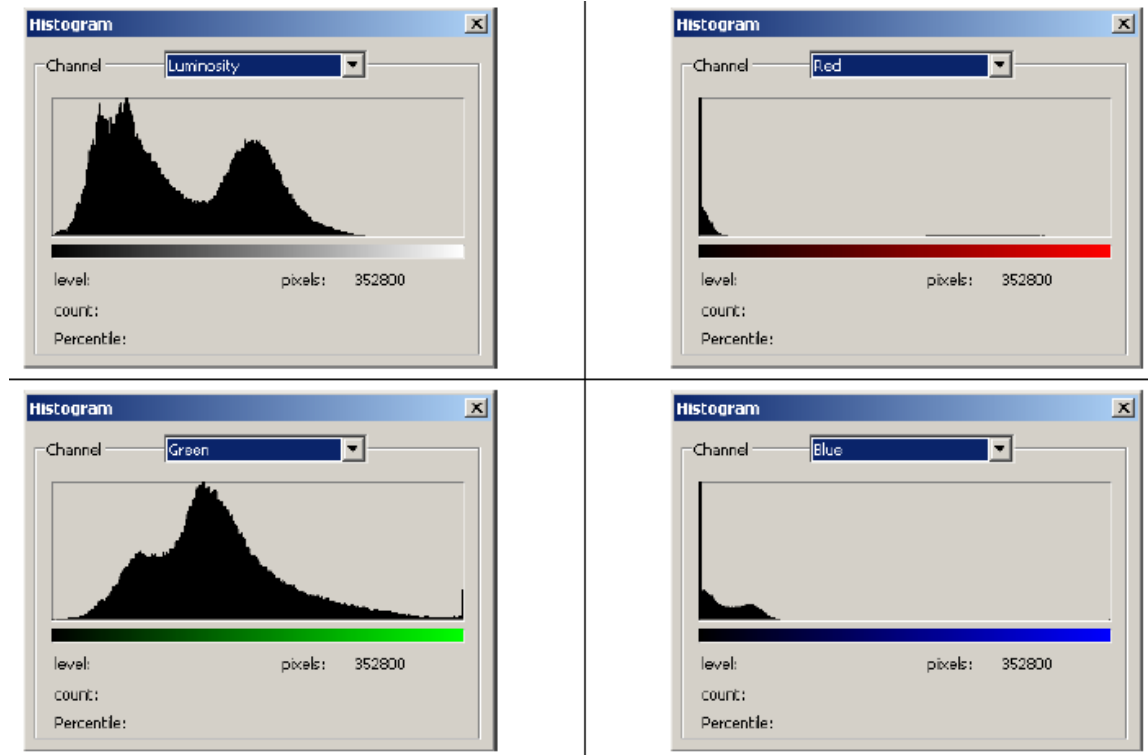 Histogram
Channel Luminosity
level: pixels: 352800
count:
Percentile:
Histogram
Channel Red
level: pixels: 352800
count:
Percentile:
Histogram
Channel Green
level: pixels: 352800
count:
Percentile:
Histogram
Channel Blue
level: pixels: 352800
count:
Percentile: